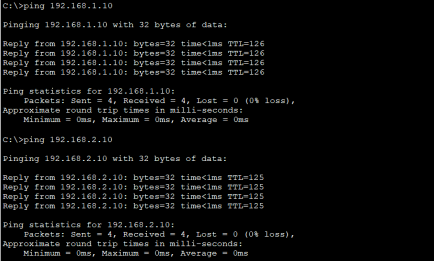 C:\>ping 192.168.1.10
Pinging 192.168.1.10 with 32 bytes of data:
Reply from 192.168.1.10: bytes=32 time<1ms TTL=126
Reply from 192.168.1.10: bytes=32 time<1ms TTL=126
Reply from 192.168.1.10: bytes=32 time<1ms TTL=126
Reply from 192.168.1.10: bytes=32 time<1ms TTL=126
Ping statistics for 192.168.1.10:
Packets: Sent = 4, Received = 4, Lost = 0 (0% loss),
Approximate round trip times in milli-seconds:
Minimum = 0ms, Maximum = 0ms, Average = 0ms
C:\>ping 192.168.2.10
Pinging 192.168.2.10 with 32 bytes of data:
Reply from 192.168.2.10: bytes=32 time<1ms TTL=125
Reply from 192.168.2.10: bytes=32 time<1ms TTL=125
Reply from 192.168.2.10: bytes=32 time<1ms TTL=125
Reply from 192.168.2.10: bytes=32 time<1ms TTL=125
Ping statistics for 192.168.2.10:
Packets: Sent = 4, Received = 4, Lost = 0 (0% loss),
Approximate round trip times in milli-seconds:
Minimum = 0ms, Maximum = 0ms, Average = 0ms